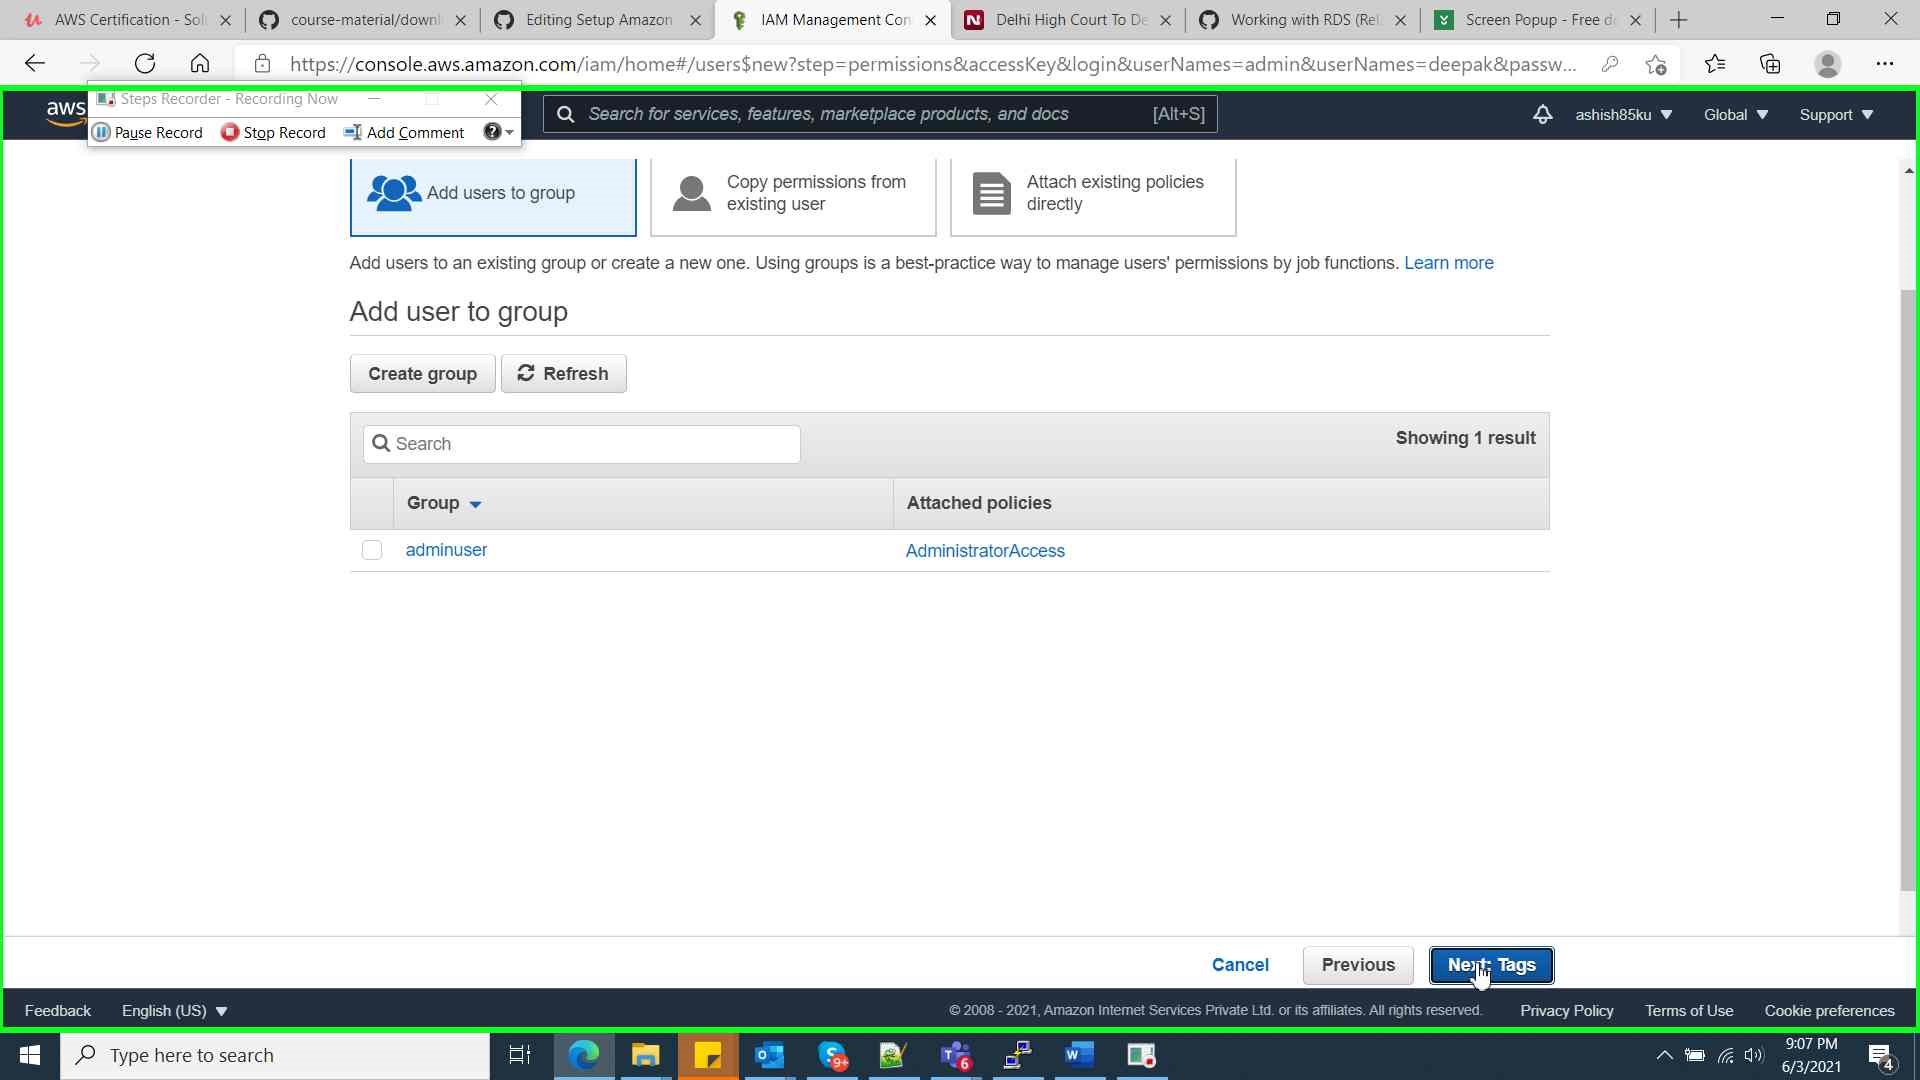 AWS Certification - Sol
course-material/downl
Editing Setup Amazon
IAM Management Con
Delhi High Court To De
Working with RDS (Rel
Screen Popup - Free d
https://console.aws.amazon.com/iam/home#/users$new?step=permissions&accessKey&login&userNames=admin&userNames=deepak&passw...
aws
Steps Recorder - Recording Now
Pause Record
Stop Record
Add Comment
Search for services, features, marketplace products, and docs
[Alt+S]
ashish85ku
Global
Support
Add users to group
Copy permissions from
existing user
Attach existing policies
directly
Add users to an existing group or create a new one. Using groups is a best-practice way to manage users' permissions by job functions. Learn more
Add user to group
Create group
Refresh
Search
Showing 1 result
Group
Attached policies
adminuser
AdministratorAccess
Cancel
Previous
Next: Tags
Feedback
English (US)
© 2008 - 2021, Amazon Internet Services Private Ltd. or its affiliates. All rights reserved.
Privacy Policy
Terms of Use
Cookie preferences
Type here to search
9+
6
9:07 PM
6/3/2021
4